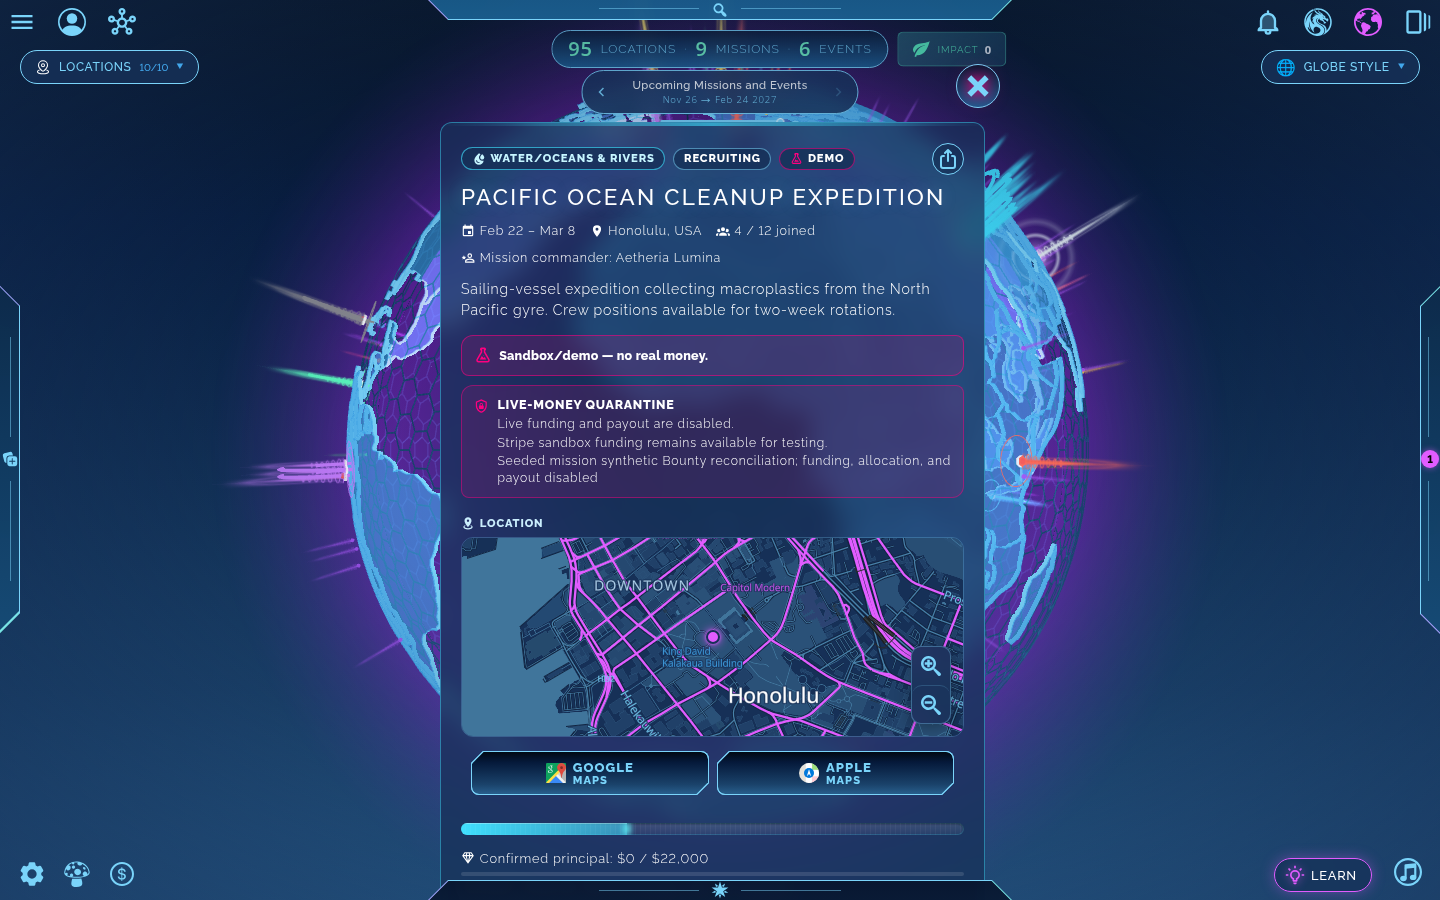 95 LOCATIONS · 9 MISSIONS · 6 EVENTS
IMPACT 0
LOCATIONS 10/10
GLOBE STYLE
Upcoming Missions and Events
Nov 26 → Feb 24 2027
WATER/OCEANS & RIVERS
RECRUITING
DEMO
PACIFIC OCEAN CLEANUP EXPEDITION
Feb 22 – Mar 8
Honolulu, USA
4 / 12 joined
Mission commander: Aetheria Lumina
Sailing-vessel expedition collecting macroplastics from the North
Pacific gyre. Crew positions available for two-week rotations.
Sandbox/demo — no real money.
LIVE-MONEY QUARANTINE
Live funding and payout are disabled.
Stripe sandbox funding remains available for testing.
Seeded mission synthetic Bounty reconciliation; funding, allocation, and
payout disabled
1
LOCATION
DOWNTOWN
Capitol Modern
King David
Kalakaua Building
Honolulu
GOOGLE
MAPS
APPLE
MAPS
Confirmed principal: $0 / $22,000
LEARN